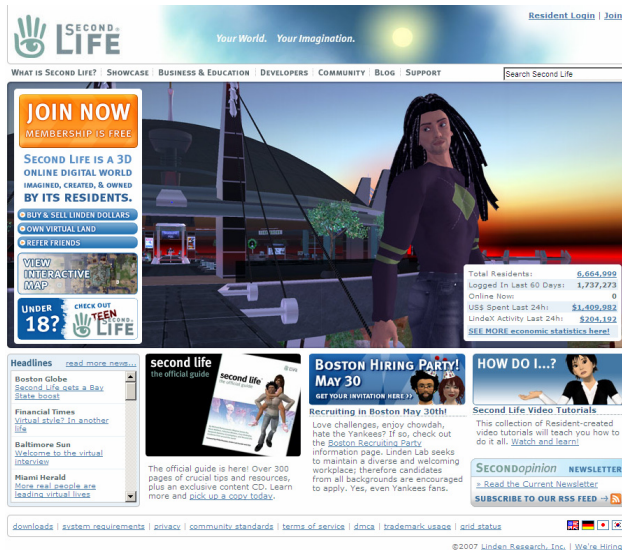 Resident Login | Join
SECOND LIFE
Your World. Your Imagination.
WHAT IS SECOND LIFE? | SHOWCASE | BUSINESS & EDUCATION | DEVELOPERS | COMMUNITY | BLOG | SUPPORT
Search Second Life
JOIN NOW
MEMBERSHIP IS FREE
SECOND LIFE IS A 3D
ONLINE DIGITAL WORLD
IMAGINED, CREATED, & OWNED
BY ITS RESIDENTS.
BUY & SELL LINDEN DOLLARS
OWN VIRTUAL LAND
REFER FRIENDS
VIEW
INTERACTIVE
MAP
UNDER
18?
CHECK OUT
TEEN
SECOND LIFE
Total Residents: 6,664,999
Logged In Last 60 Days: 1,737,273
Online Now: 0
US$ Spent Last 24h: $1,409,982
LindeX Activity Last 24h: $204,192
SEE MORE economic statistics here!
Headlines read more news...
Boston Globe
Second Life gets a Bay
State boost
Financial Times
Virtual style? In another
life
Baltimore Sun
Welcome to the virtual
interview
Miami Herald
More real people are
leading virtual lives
second life
the official guide
second life
the official guide
The official guide is here! Over 300
pages of crucial tips and resources,
plus an exclusive content CD. Learn
more and pick up a copy today.
BOSTON HIRING PARTY!
MAY 30
GET YOUR INVITATION HERE >>
Recruiting in Boston May 30th!
Love challenges, enjoy chowdah,
hate the Yankees? If so, check out
the Boston Recruiting Party
information page. Linden Lab seeks
to maintain a diverse and welcoming
workplace; therefore candidates
from all backgrounds are encouraged
to apply. Yes, even Yankees fans.
HOW DO I...?
Second Life Video Tutorials
This collection of Resident-created
video tutorials will teach you how to
do it all. Watch and learn!
SECONDopinion NEWSLETTER
» Read the Current Newsletter
SUBSCRIBE TO OUR RSS FEED
downloads | system requirements | privacy | community standards | terms of service | dmca | trademark usage | grid status
©2007 Linden Research, Inc. | We're Hiring